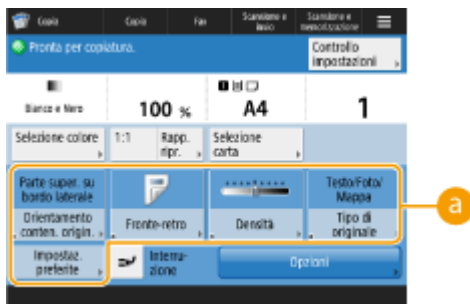 Copia Copia Fax Scansione e invio Scansione e memorizzazione
Pronta per copiatura.
Controllo impostazioni
Bianco e Nero 100 % A4 1
Selezione colore 1:1 Rapp. ripr. Selezione carta
Parte super. su bordo laterale Testo/Foto/Mappa
Orientamento conten. origin. Fronte-retro Densità Tipo di originale
Impostaz. preferite Interruzione Opzioni
a